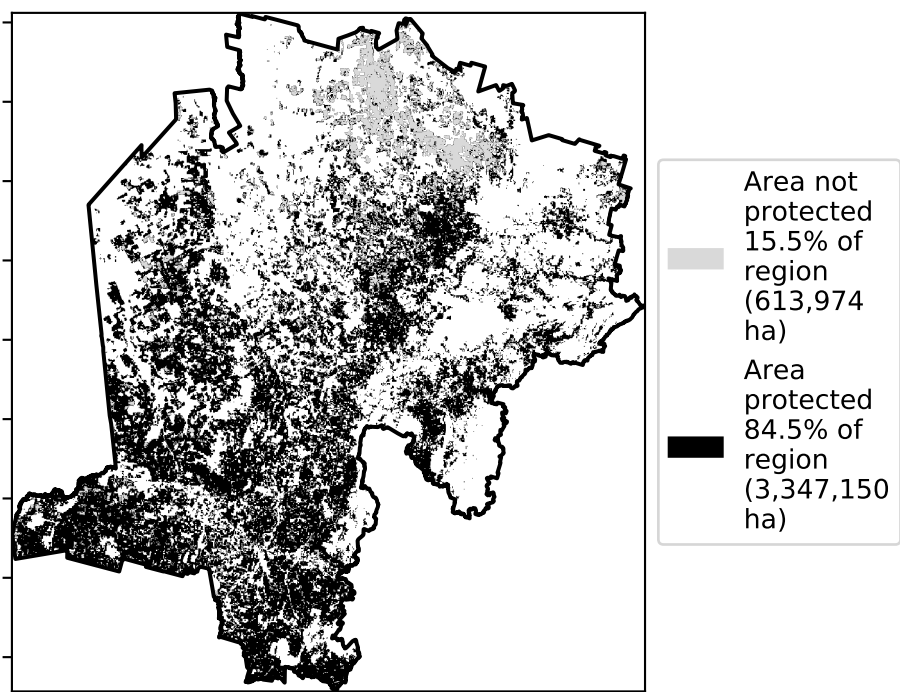 Area not
protected
15.5% of
region
(613,974
ha)
Area
protected
84.5% of
region
(3,347,150
ha)